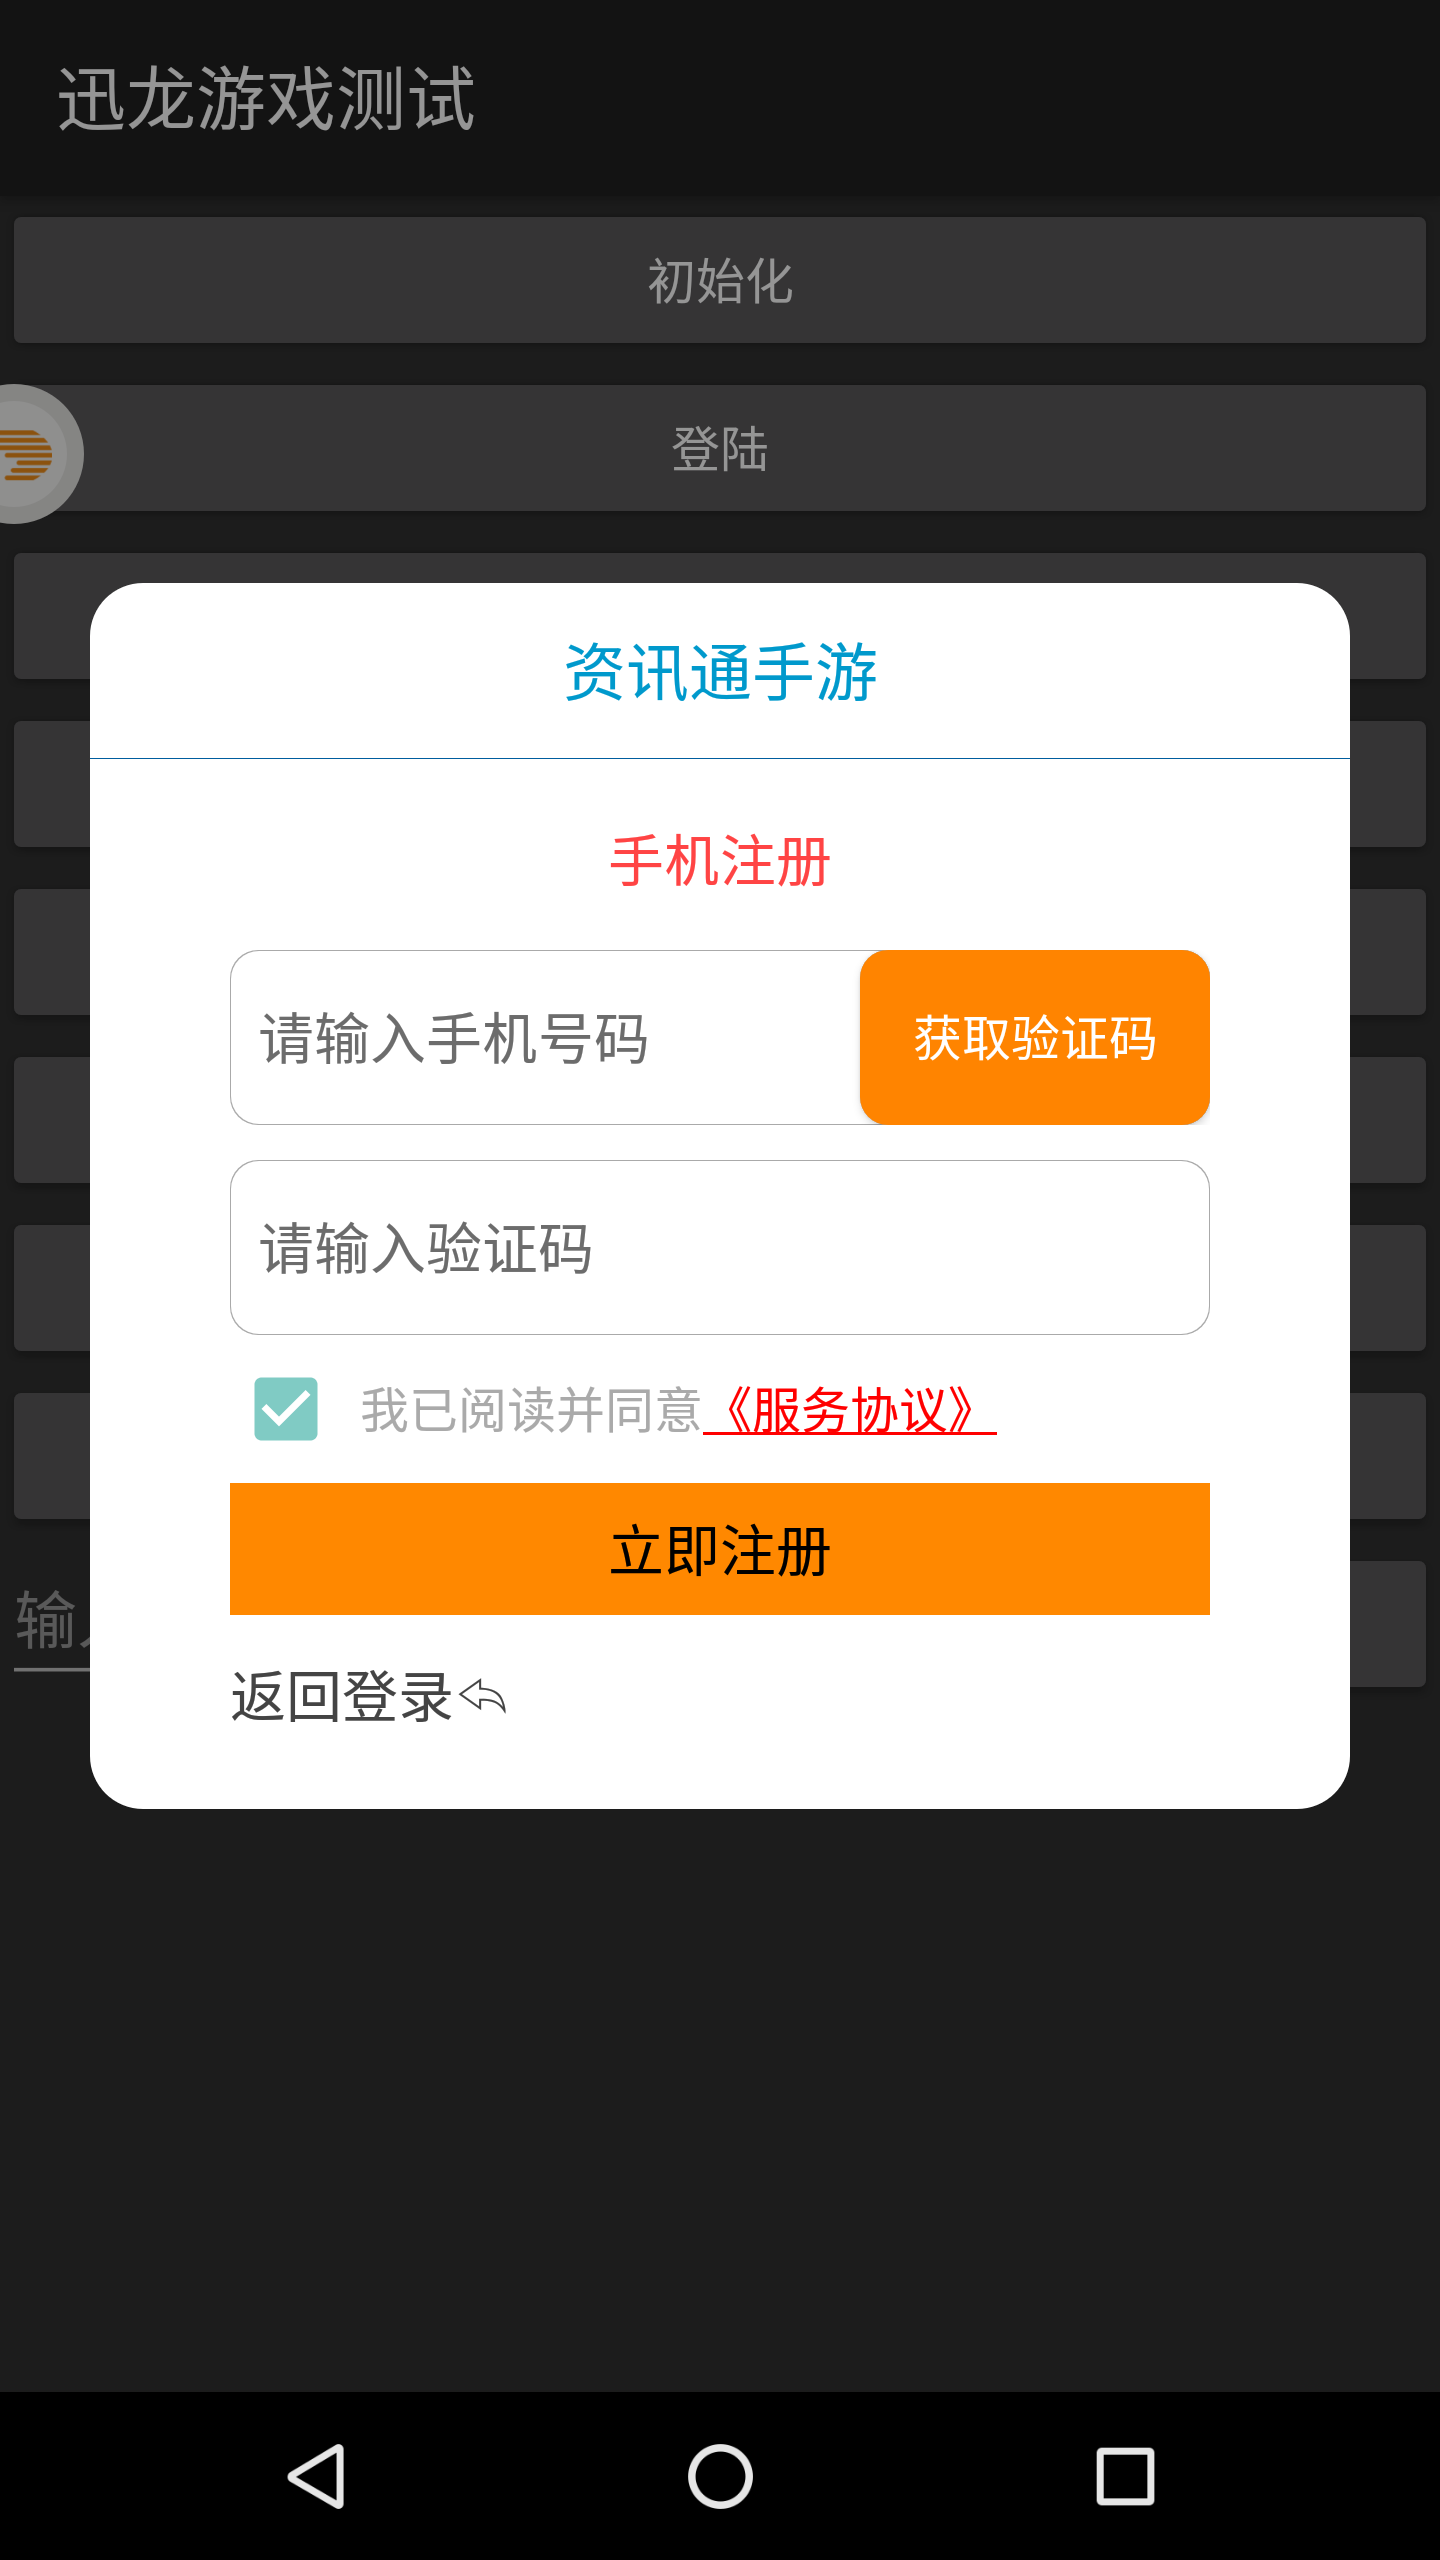 迅龙游戏测试
初始化
登陆
资讯通手游
手机注册
请输入手机号码
获取验证码
请输入验证码
我已阅读并同意《服务协议》
立即注册
输
返回登录